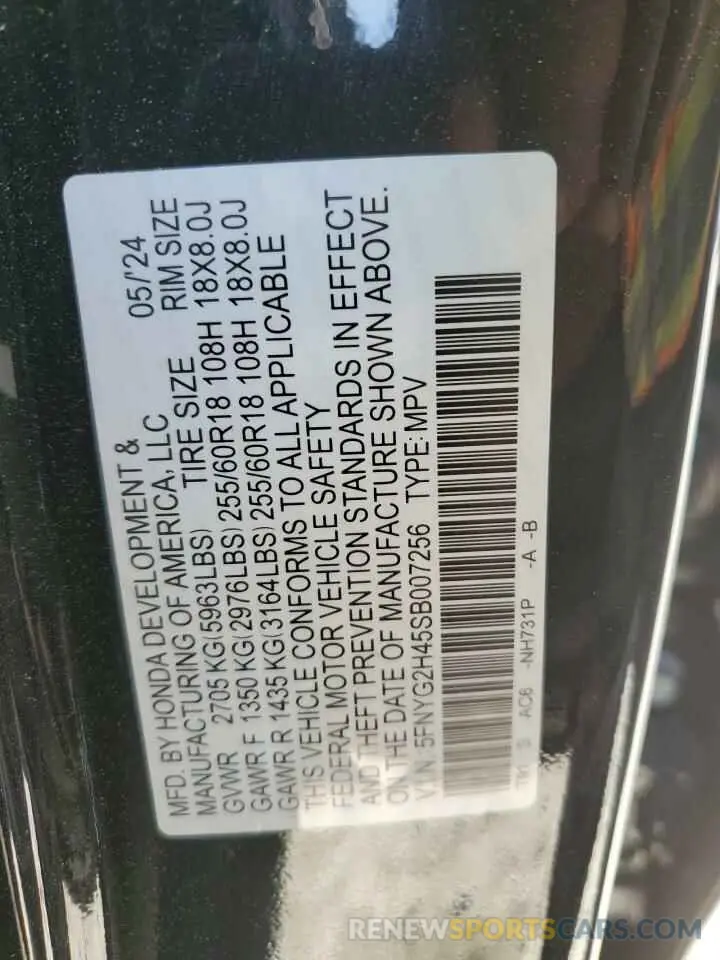 MFD. BY HONDA DEVELOPMENT &
MANUFACTURING OF AMERICA, LLC 05/'24
GVWR 2705 KG(5963LBS) TIRE SIZE RIM SIZE
GAWR F 1350 KG(2976LBS) 255/60R18 108H 18X8.0J
GAWR R 1435 KG(3164LBS) 255/60R18 108H 18X8.0J
THIS VEHICLE CONFORMS TO ALL APPLICABLE
FEDERAL MOTOR VEHICLE SAFETY
AND THEFT PREVENTION STANDARDS IN EFFECT
ON THE DATE OF MANUFACTURE SHOWN ABOVE.
V.I.N. 5FNYG2H45SB007256 TYPE: MPV
AC6 -NH731P -A -B
RENEWSPORTSCARS.COM